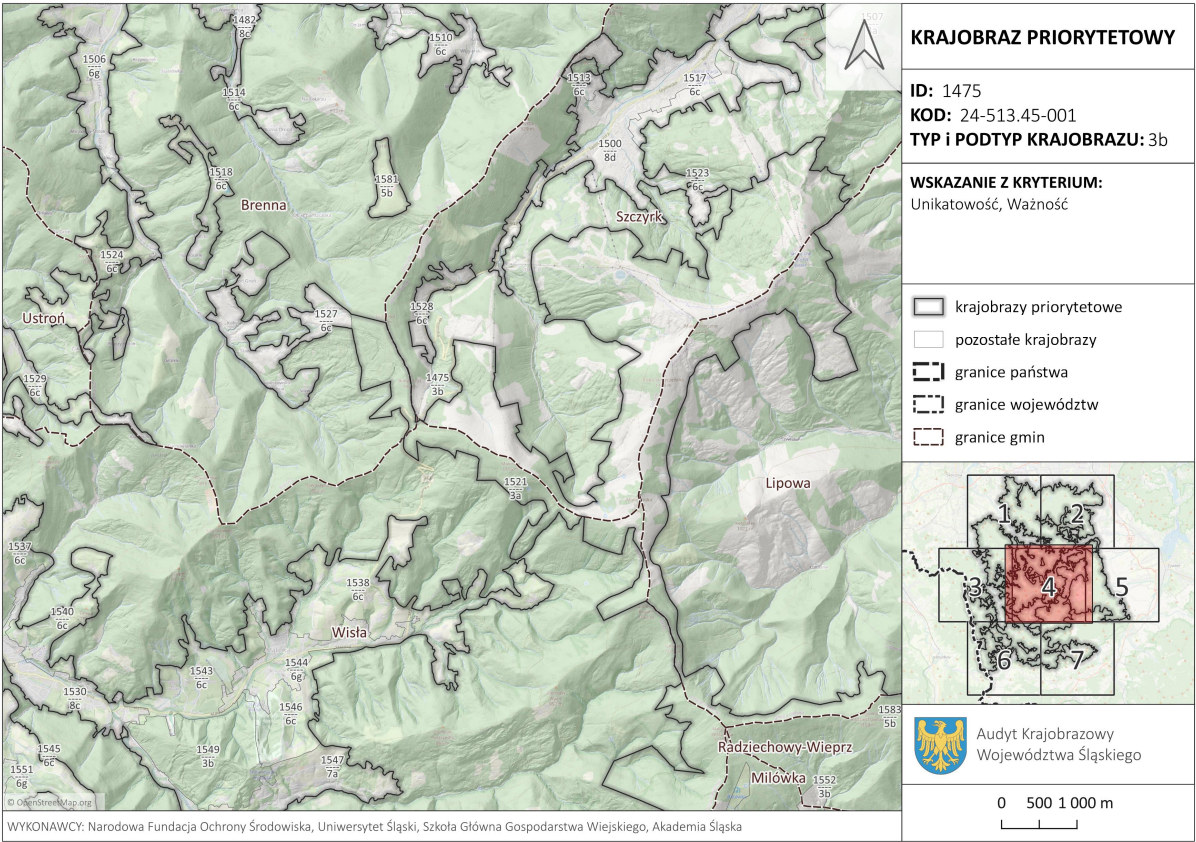 1507
1482
8c
1506
6g
1510
6c
1513
6c
1517
6c
1514
6c
1500
8d
1518
6c
1581
5b
1523
6c
Brenna
Szczyrk
1524
6c
Ustroń
1528
6c
1527
6c
1475
3b
1529
6c
1521
3a
Lipowa
1537
6c
1538
6c
1540
6c
Wisła
1544
6g
1543
6c
1530
8c
1546
6c
1583
5b
1545
6c
1549
3b
1547
7a
Radziechowy-Wieprz
Milówka
1551
6g
1552
3b
© OpenStreetMap.org
WYKONAWCY: Narodowa Fundacja Ochrony Środowiska, Uniwersytet Śląski, Szkoła Główna Gospodarstwa Wiejskiego, Akademia Śląska
KRAJOBRAZ PRIORYTETOWY
ID: 1475
KOD: 24-513.45-001
TYP i PODTYP KRAJOBRAZU: 3b
WSKAZANIE Z KRYTERIUM:
Unikatowość, Ważność
krajobrazy priorytetowe
pozostałe krajobrazy
granice państwa
granice województw
granice gmin
1 2
3 4 5
6 7
Audyt Krajobrazowy
Województwa Śląskiego
0 500 1 000 m